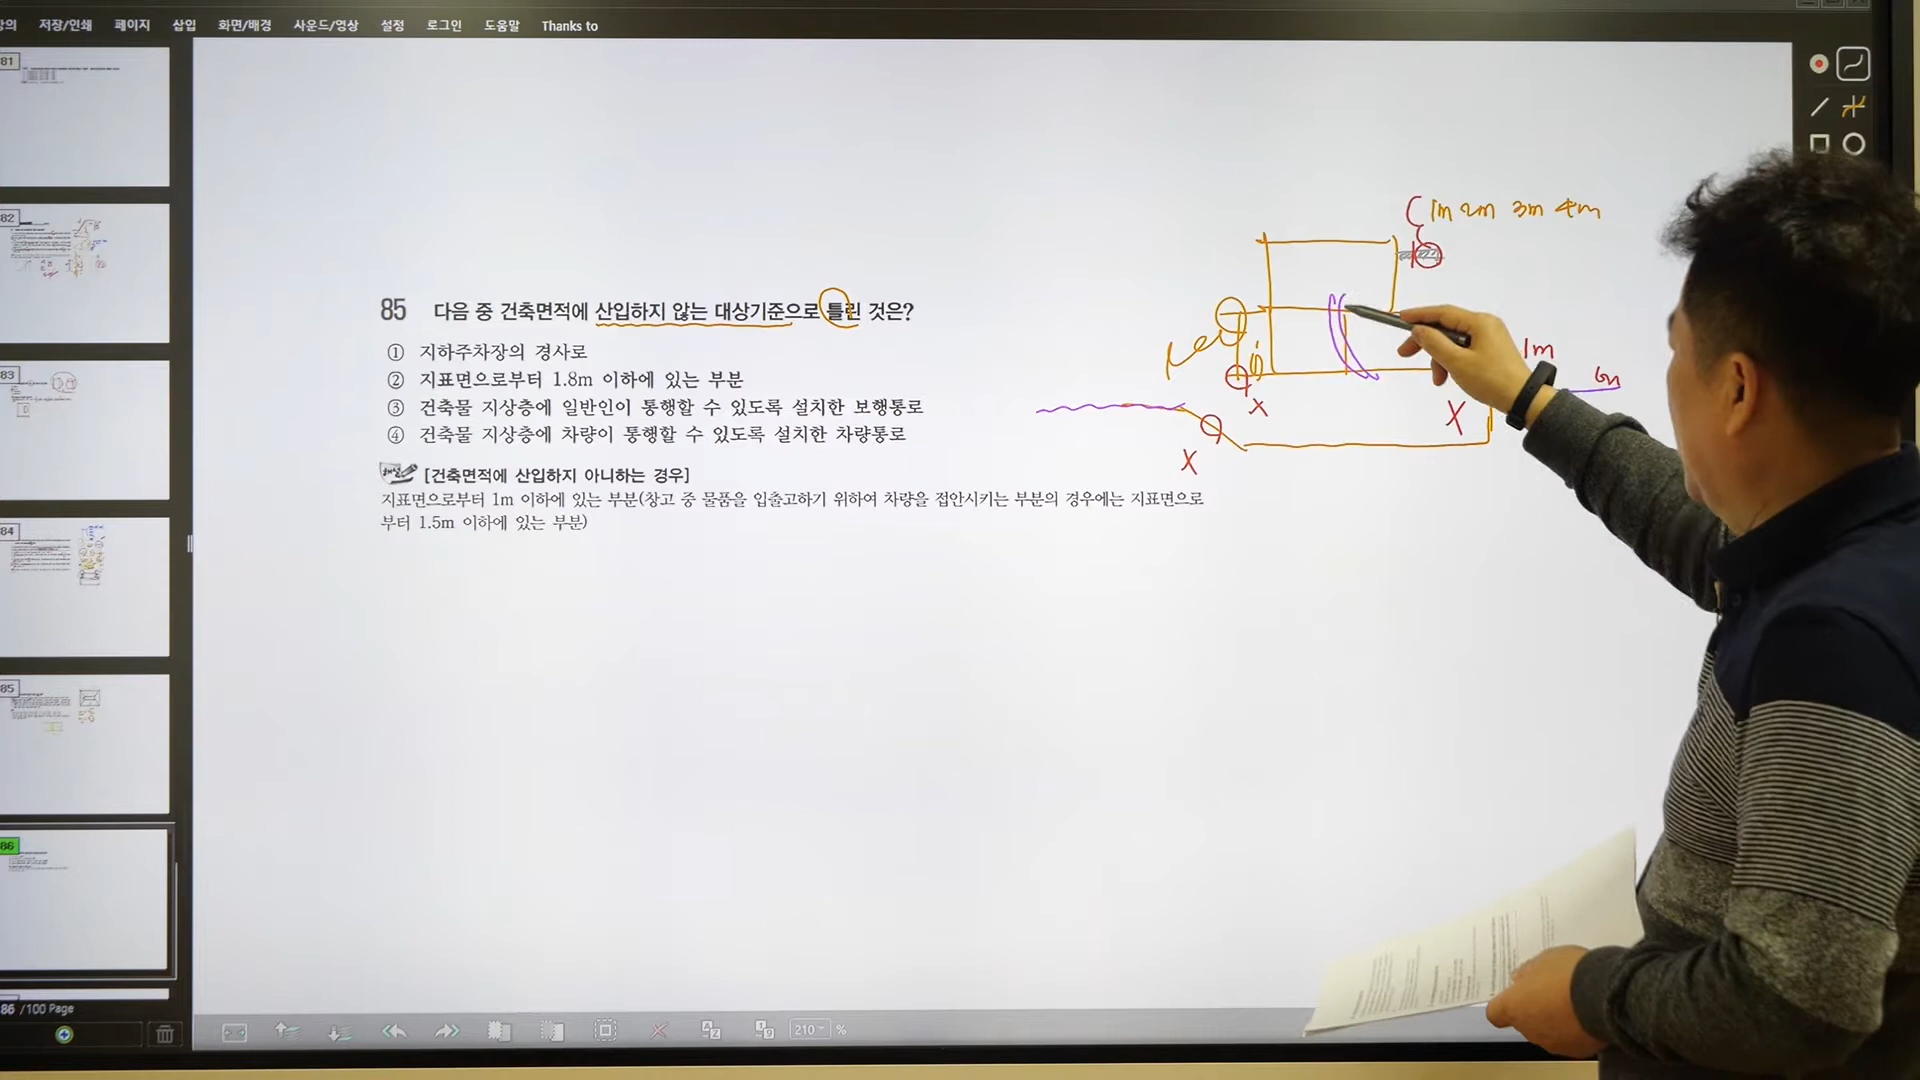 저장/인쇄 페이지 삽입 화면/배경 사운드/영상 설정 로그인 도움말 Thanks to
81
82
83
84
85
86
86 /100 Page
85 다음 중 건축면적에 산입하지 않는 대상기준으로 틀린 것은?
① 지하주차장의 경사로
② 지표면으로부터 1.8m 이하에 있는 부분
③ 건축물 지상층에 일반인이 통행할 수 있도록 설치한 보행통로
④ 건축물 지상층에 차량이 통행할 수 있도록 설치한 차량통로
해설 [건축면적에 산입하지 아니하는 경우]
지표면으로부터 1m 이하에 있는 부분(창고 중 물품을 입출고하기 위하여 차량을 접안시키는 부분의 경우에는 지표면으로
부터 1.5m 이하에 있는 부분)
1m 2m 3m 4m
1m
X
X
X
210 %